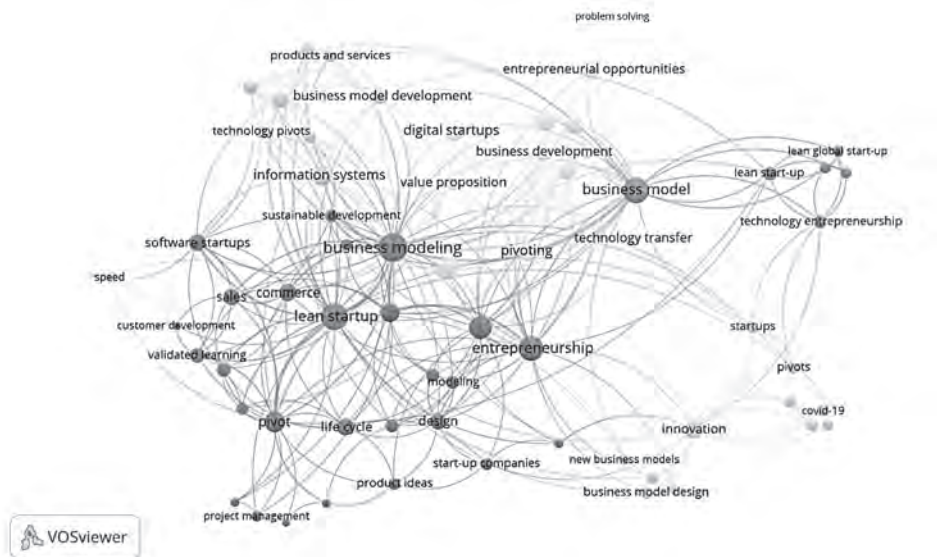 problem solving
products and services
entrepreneurial opportunities
business model development
technology pivots
digital startups
business development
lean global start-up
lean start-up
information systems
value proposition
business model
sustainable development
technology entrepreneurship
software startups
business modeling
pivoting
technology transfer
speed
sales
commerce
lean startup
customer development
startups
validated learning
entrepreneurship
pivots
modeling
covid-19
pivot
life cycle
design
innovation
start-up companies
new business models
product ideas
business model design
project management
VOSviewer